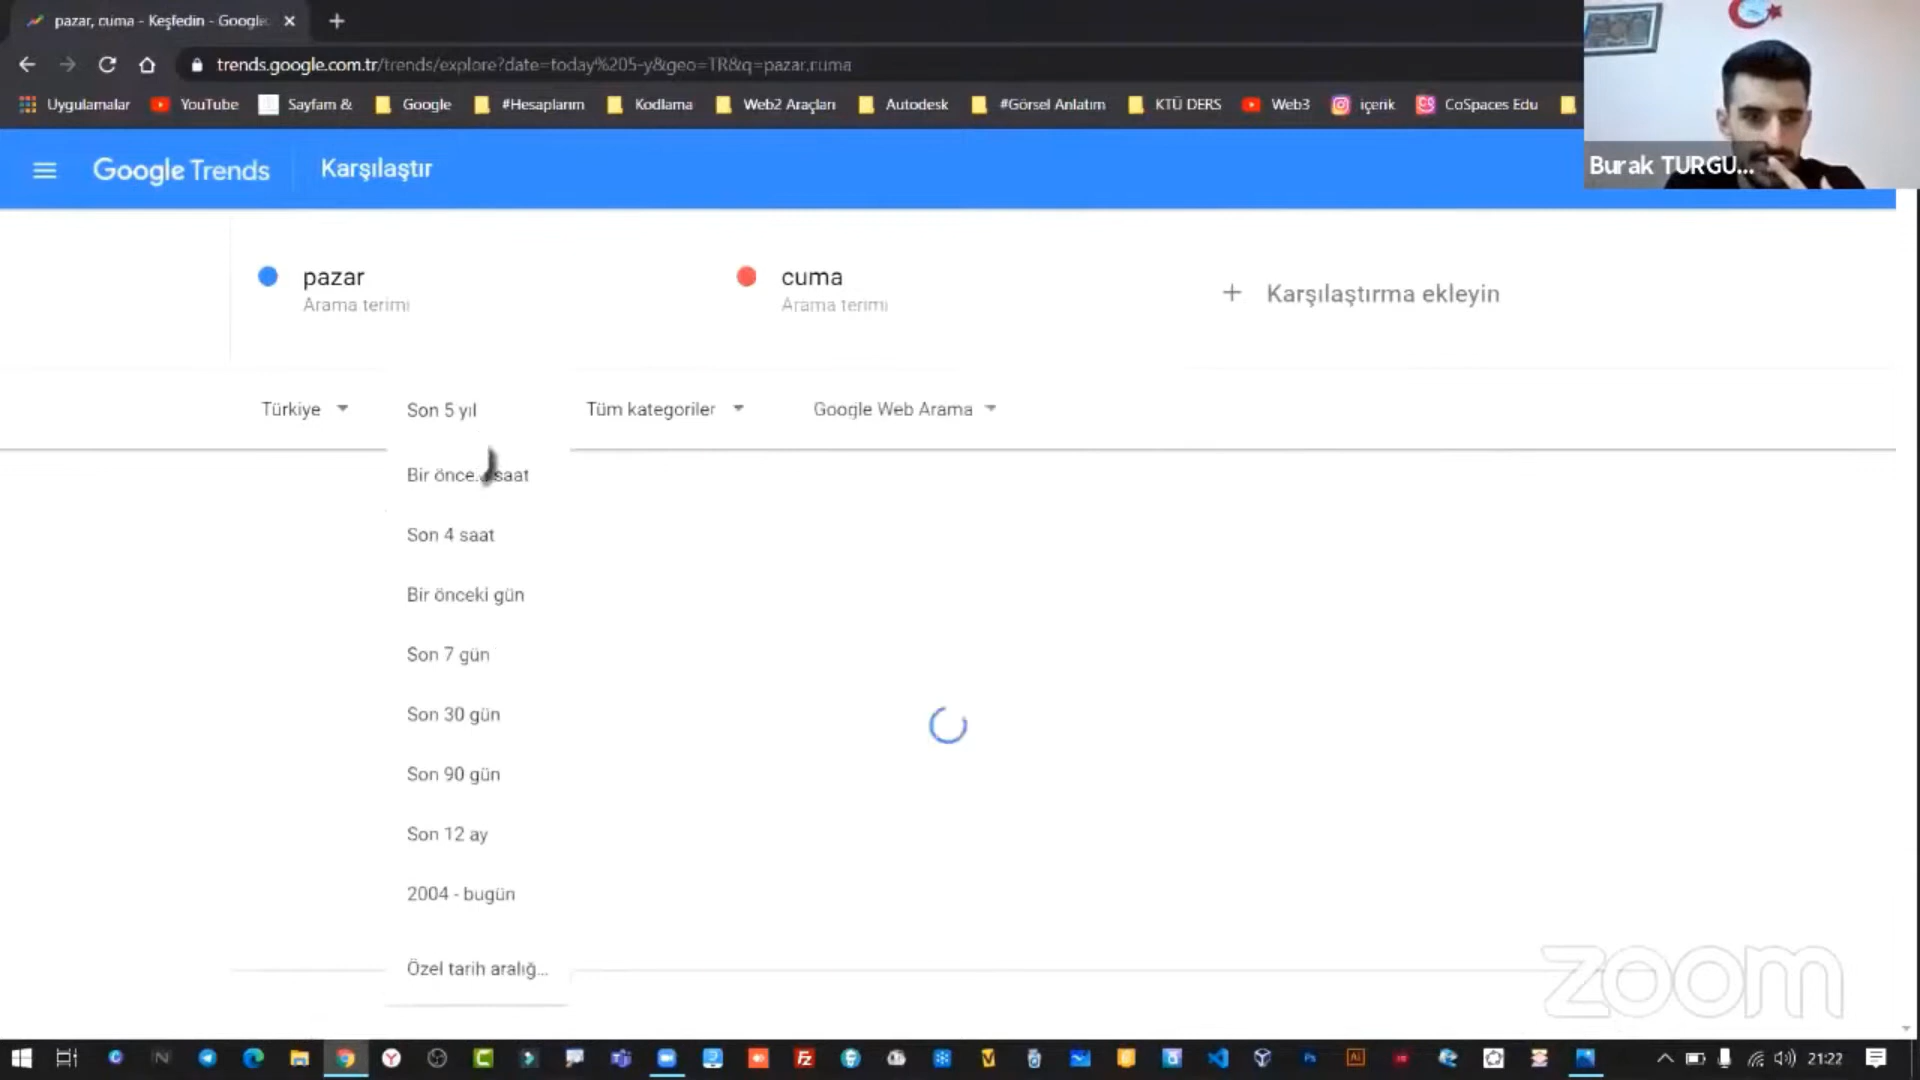 pazar, cuma - Keşfedin - Google
trends.google.com.tr/trends/explore?date=today%205-y&geo=TR&q=pazar,cuma
Uygulamalar YouTube Sayfam & Google #Hesaplarım Kodlama Web2 Araçları Autodesk #Görsel Anlatım KTÜ DERS Web3 içerik CoSpaces Edu
Burak TURGU...
Google Trends Karşılaştır
pazar
Arama terimi
cuma
Arama terimi
+ Karşılaştırma ekleyin
Türkiye Son 5 yıl Tüm kategoriler Google Web Arama
Bir önce saat
Son 4 saat
Bir önceki gün
Son 7 gün
Son 30 gün
Son 90 gün
Son 12 ay
2004 - bugün
Özel tarih aralığ...
zoom
21:22